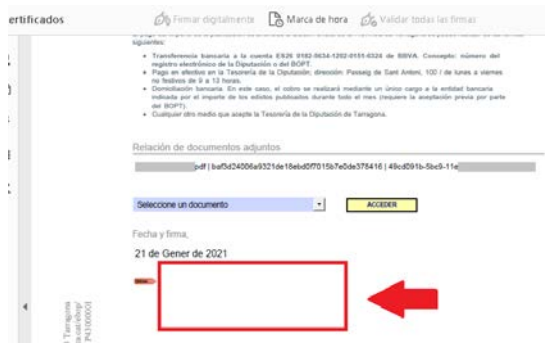 ertificados
Firmar digitalmente
Marca de hora
Validar todas las firmas
siguientes:
• Transferencia bancaria a la cuenta ES20 0182-5634-1202-0151-6324 de BBVA. Concepto: número del
registro electrónico de la Diputación o del BOPT.
• Pago en efectivo en la Tesorería de la Diputación; dirección: Passeig de Sant Antoni, 100 / de lunes a viernes
no festivos de 9 a 12 horas.
• Domiciliación bancaria. En este caso, el cobro se realizará mediante un único cargo a la entidad bancaria
indicada por el importe de los edictos publicados durante todo el mes (requiere la aceptación previa por parte
del BOPT).
• Cualquier otro medio que acepte la Tesorería de la Diputación de Tarragona.
Relación de documentos adjuntos
pdf | baf3d24006a9321de18ebd0f7015b7e0de378416 | 49cd091b-5bc9-11e
Seleccione un documento
ACCEDER
Fecha y firma,
21 de Gener de 2021
Tarragona